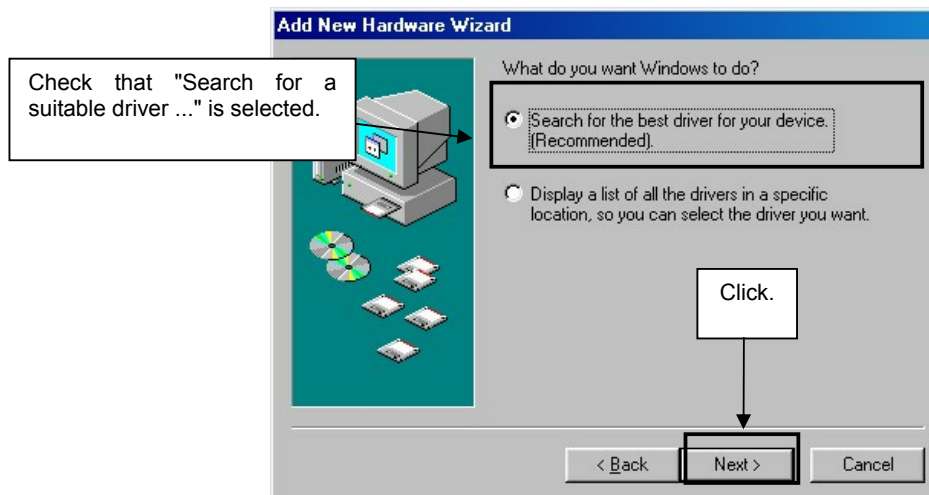 Add New Hardware Wizard
Check that "Search for a
suitable driver ..." is selected.
What do you want Windows to do?
Search for the best driver for your device.
(Recommended).
Display a list of all the drivers in a specific
location, so you can select the driver you want.
Click.
< Back
Next >
Cancel